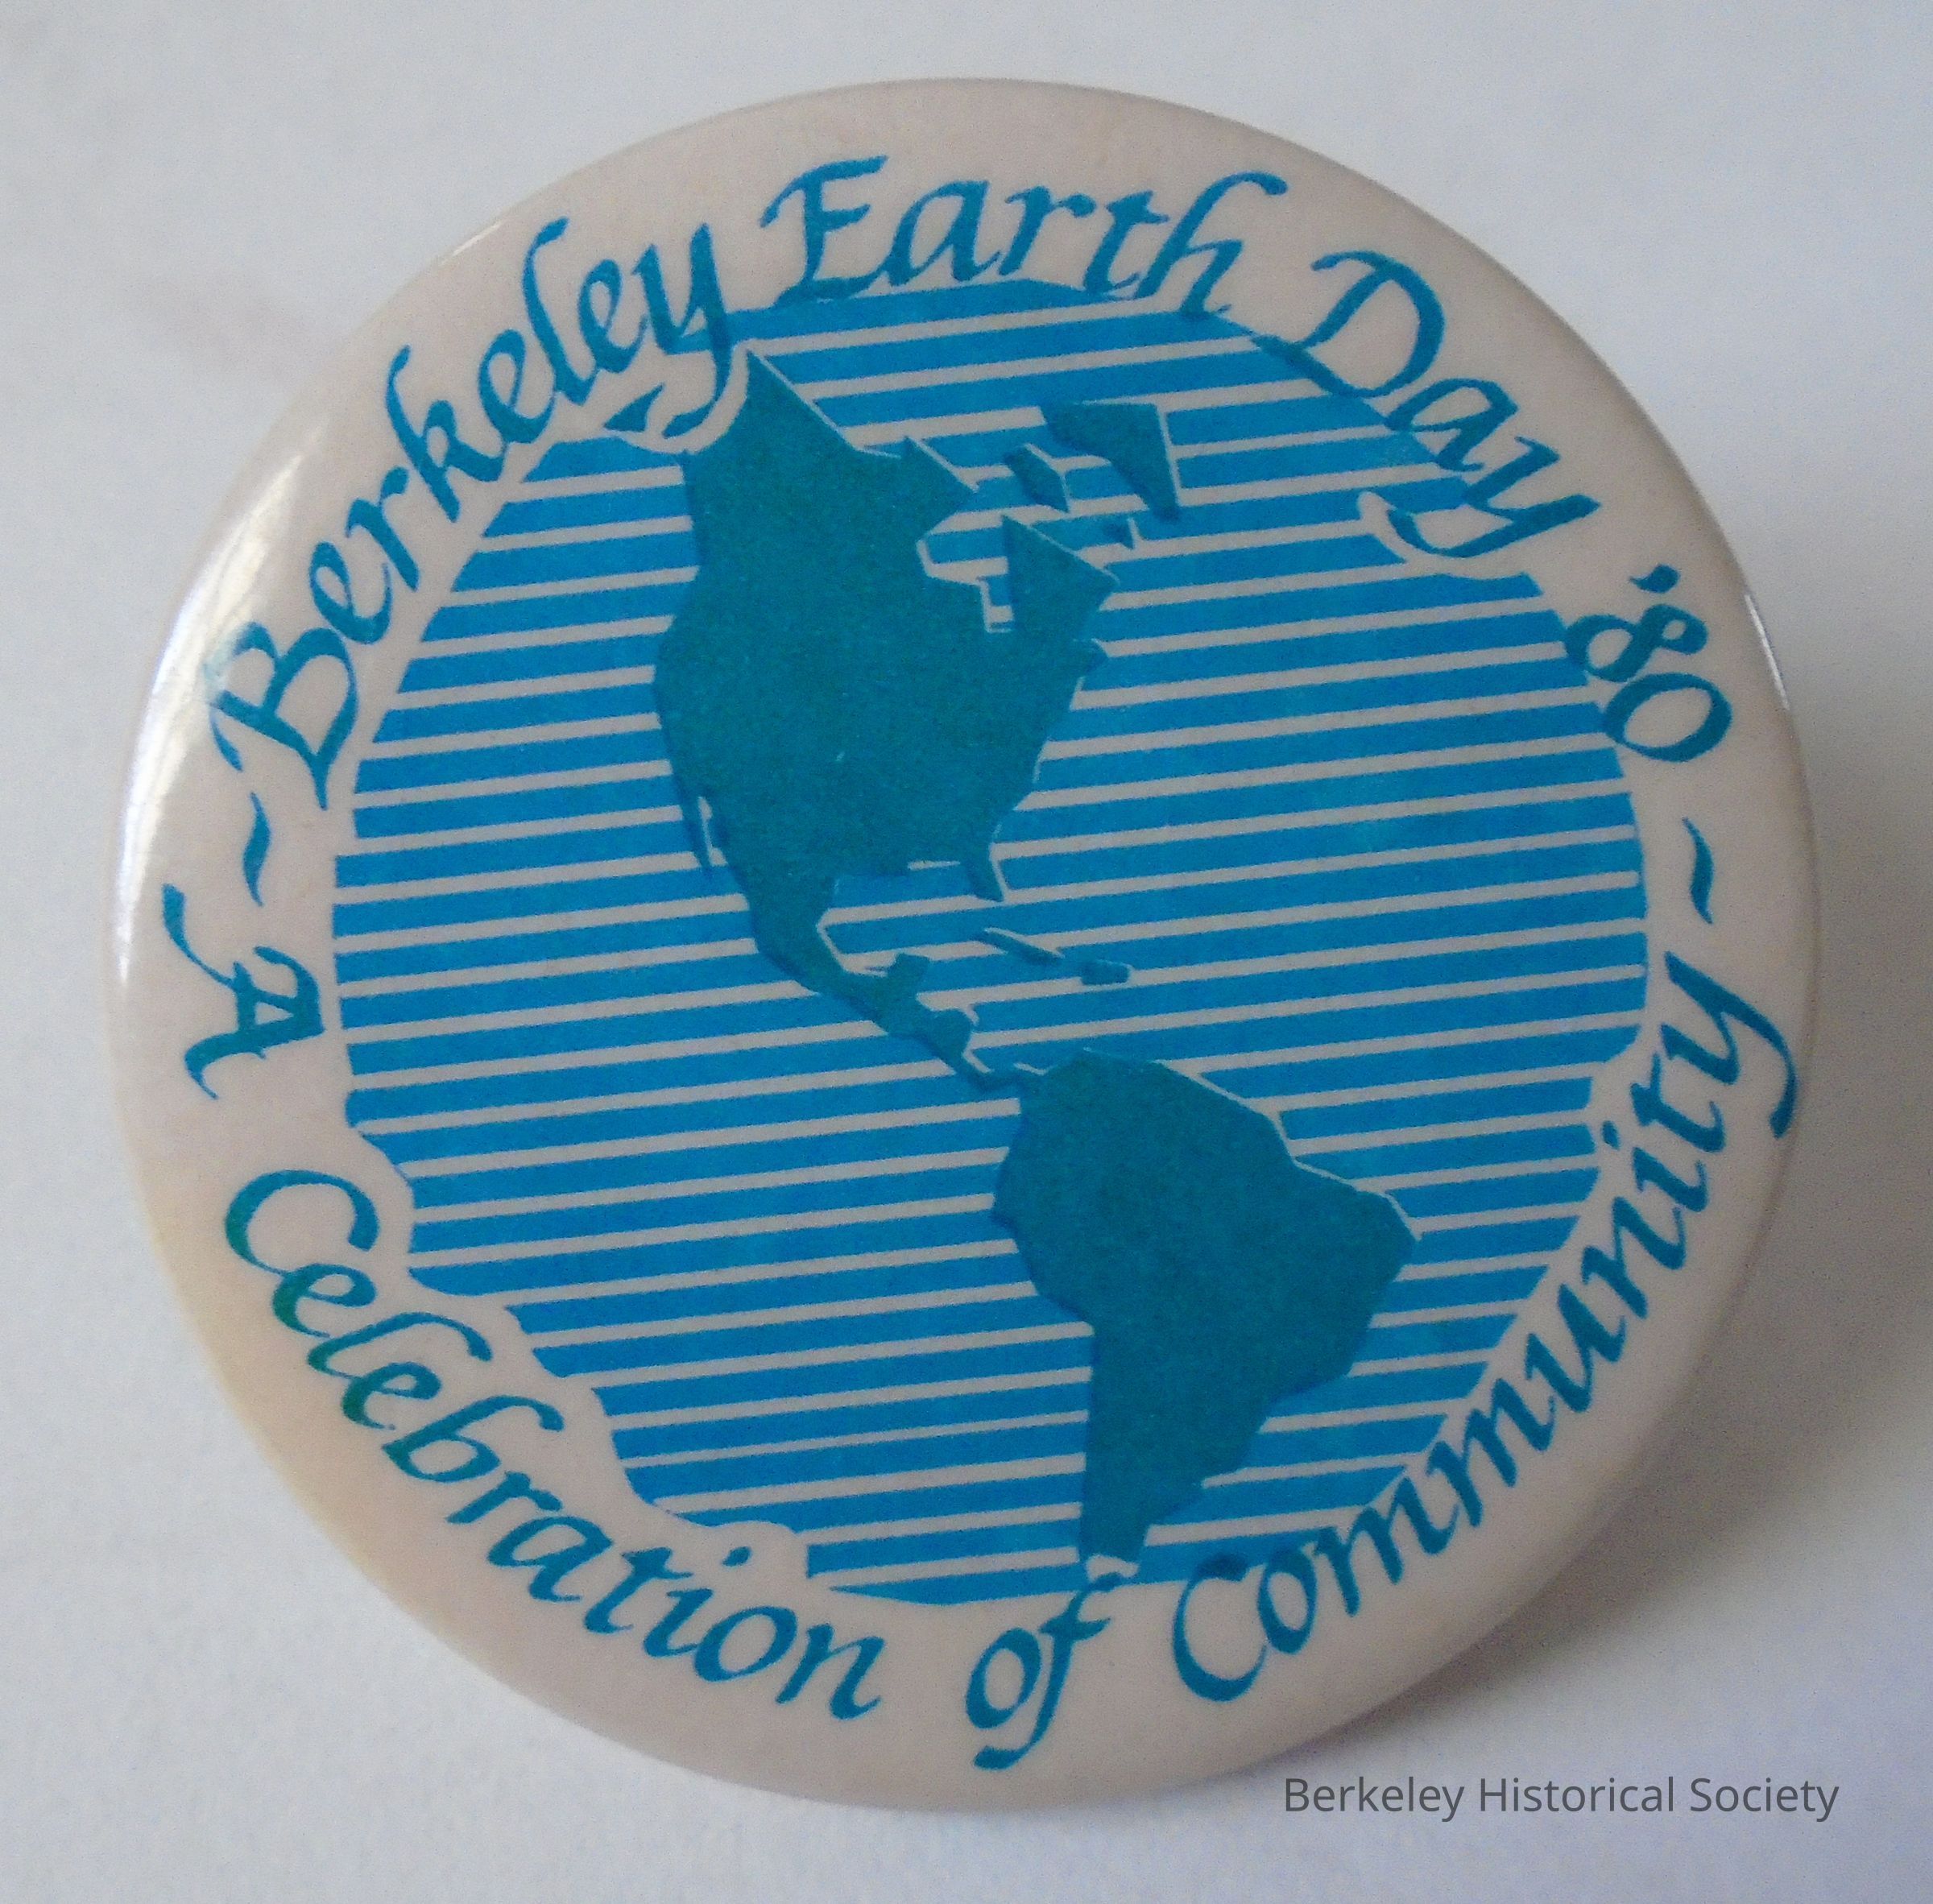 ~ Berkeley Earth Day '80 ~
A Celebration of Community
Berkeley Historical Society